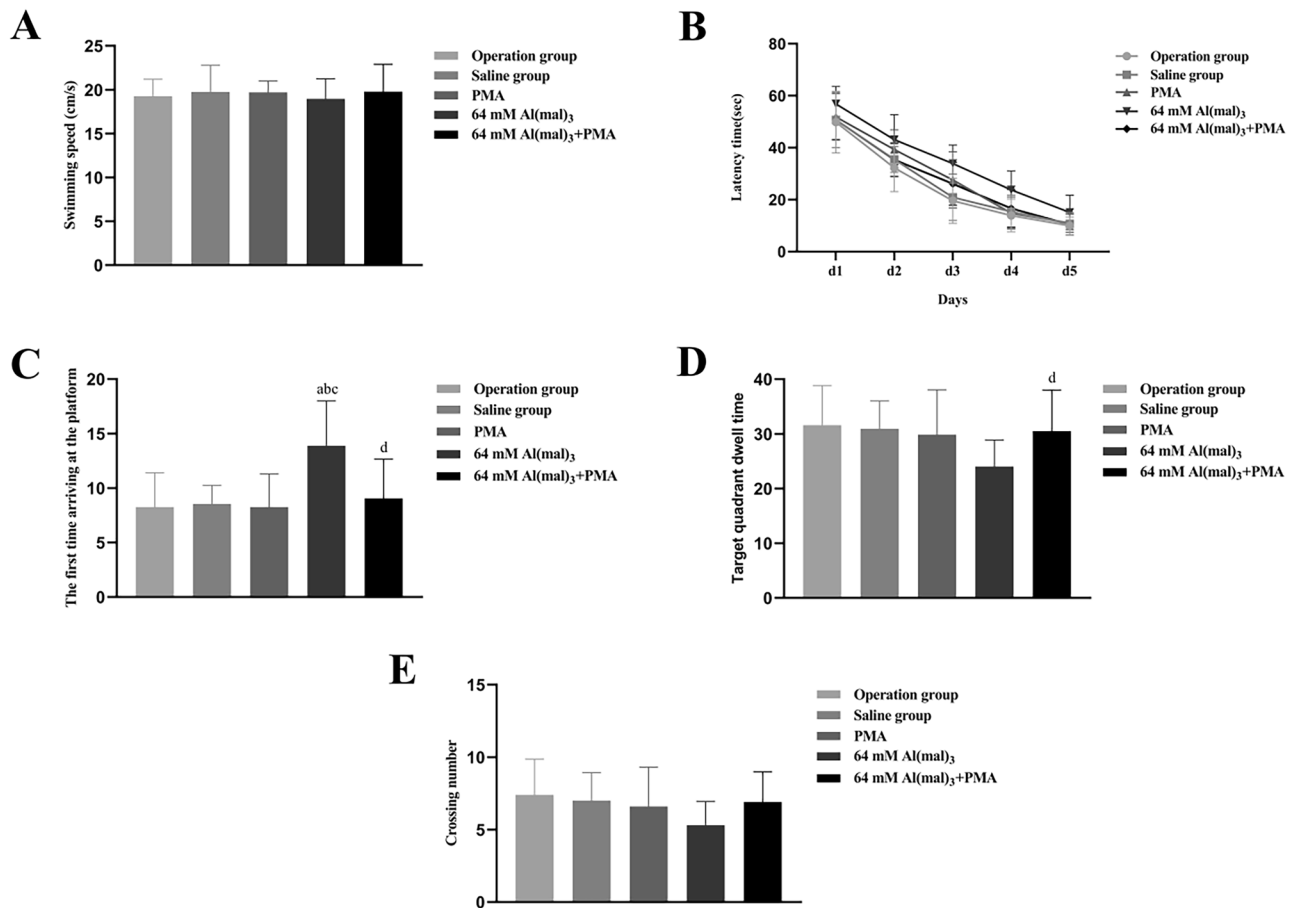 A
Swimming speed (cm/s)
25
20
15
10
5
0
Operation group
Saline group
PMA
64 mM Al(mal)3
64 mM Al(mal)3+PMA
B
Latency time(sec)
80
60
40
20
0
d1 d2 d3 d4 d5
Days
Operation group
Saline group
PMA
64 mM Al(mal)3
64 mM Al(mal)3+PMA
C
The first time arriving at the platform
20
15
10
5
0
abc
d
Operation group
Saline group
PMA
64 mM Al(mal)3
64 mM Al(mal)3+PMA
D
Target quadrant dwell time
40
30
20
10
0
d
Operation group
Saline group
PMA
64 mM Al(mal)3
64 mM Al(mal)3+PMA
E
Crossing number
15
10
5
0
Operation group
Saline group
PMA
64 mM Al(mal)3
64 mM Al(mal)3+PMA